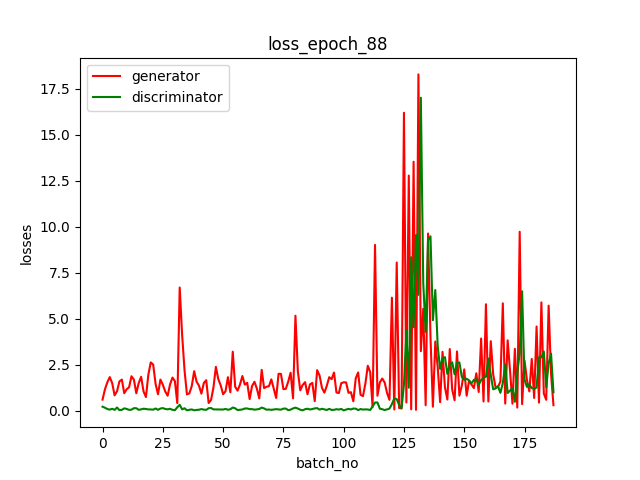 loss_epoch_88
generator
discriminator
losses
17.5
15.0
12.5
10.0
7.5
5.0
2.5
0.0
0 25 50 75 100 125 150 175
batch_no